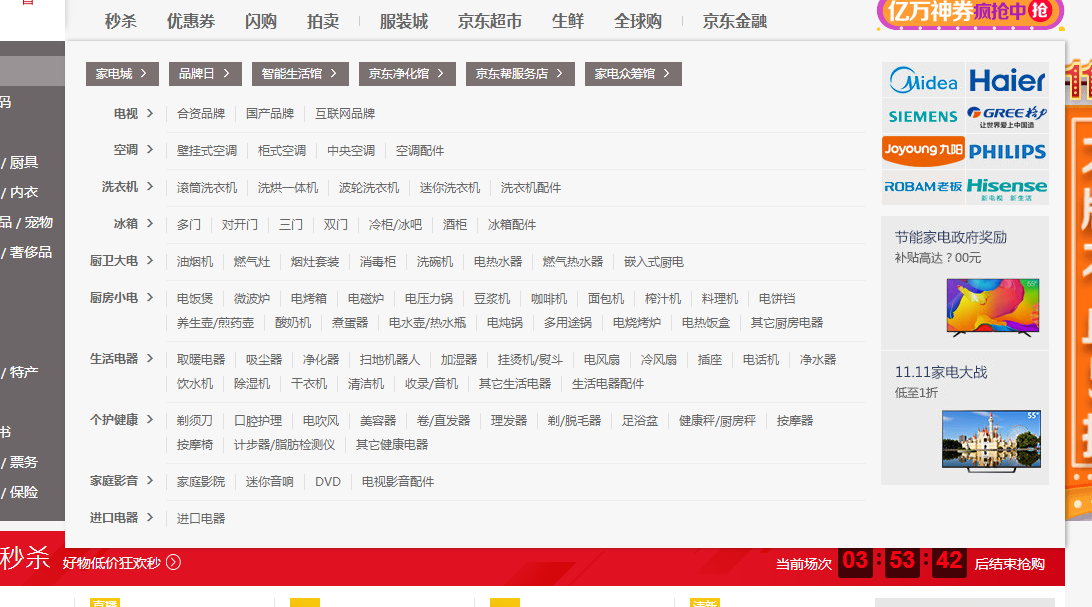 秒杀 优惠券 闪购 拍卖 服装城 京东超市 生鲜 全球购 京东金融
亿万神券疯抢中 抢
家电城 品牌日 智能生活馆 京东净化馆 京东帮服务店 家电众筹馆
电视 合资品牌 国产品牌 互联网品牌
空调 壁挂式空调 柜式空调 中央空调 空调配件
洗衣机 滚筒洗衣机 洗烘一体机 波轮洗衣机 迷你洗衣机 洗衣机配件
冰箱 多门 对开门 三门 双门 冷柜/冰吧 酒柜 冰箱配件
厨卫大电 油烟机 燃气灶 烟灶套装 消毒柜 洗碗机 电热水器 燃气热水器 嵌入式厨电
厨房小电 电饭煲 微波炉 电烤箱 电磁炉 电压力锅 豆浆机 咖啡机 面包机 榨汁机 料理机 电饼铛
养生壶/煎药壶 酸奶机 煮蛋器 电水壶/热水瓶 电炖锅 多用途锅 电烧烤炉 电热饭盒 其它厨房电器
生活电器 取暖电器 吸尘器 净化器 扫地机器人 加湿器 挂烫机/熨斗 电风扇 冷风扇 插座 电话机 净水器
饮水机 除湿机 干衣机 清洁机 收录/音机 其它生活电器 生活电器配件
个护健康 剃须刀 口腔护理 电吹风 美容器 卷/直发器 理发器 剃/脱毛器 足浴盆 健康秤/厨房秤 按摩器
按摩椅 计步器/脂肪检测仪 其它健康电器
家庭影音 家庭影院 迷你音响 DVD 电视影音配件
进口电器 进口电器
Midea Haier
SIEMENS GREE格力
让世界爱上中国造
Joyoung九阳 PHILIPS
ROBAM老板 Hisense
新电视 新生活
节能家电政府奖励
补贴高达？00元
55"
11.11家电大战
低至1折
55"
码
/ 厨具
/ 内衣
品 / 宠物
/ 奢侈品
/ 特产
书
/ 票务
/ 保险
秒杀 好物低价狂欢秒
当前场次 03:53:42 后结束抢购